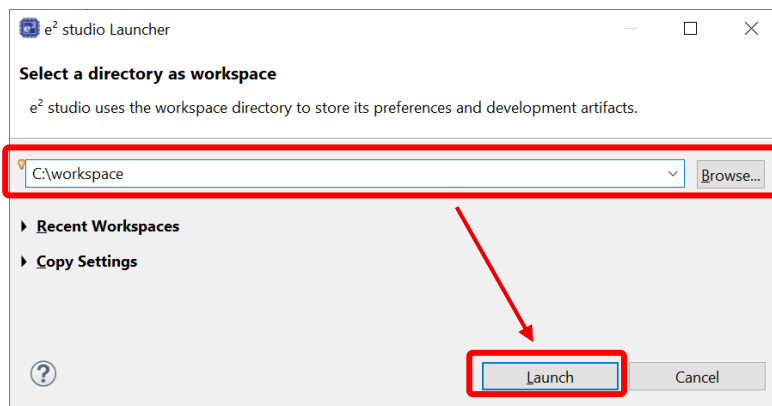 e² studio Launcher
Select a directory as workspace
e² studio uses the workspace directory to store its preferences and development artifacts.
C:\workspace
Browse...
Recent Workspaces
Copy Settings
?
Launch
Cancel